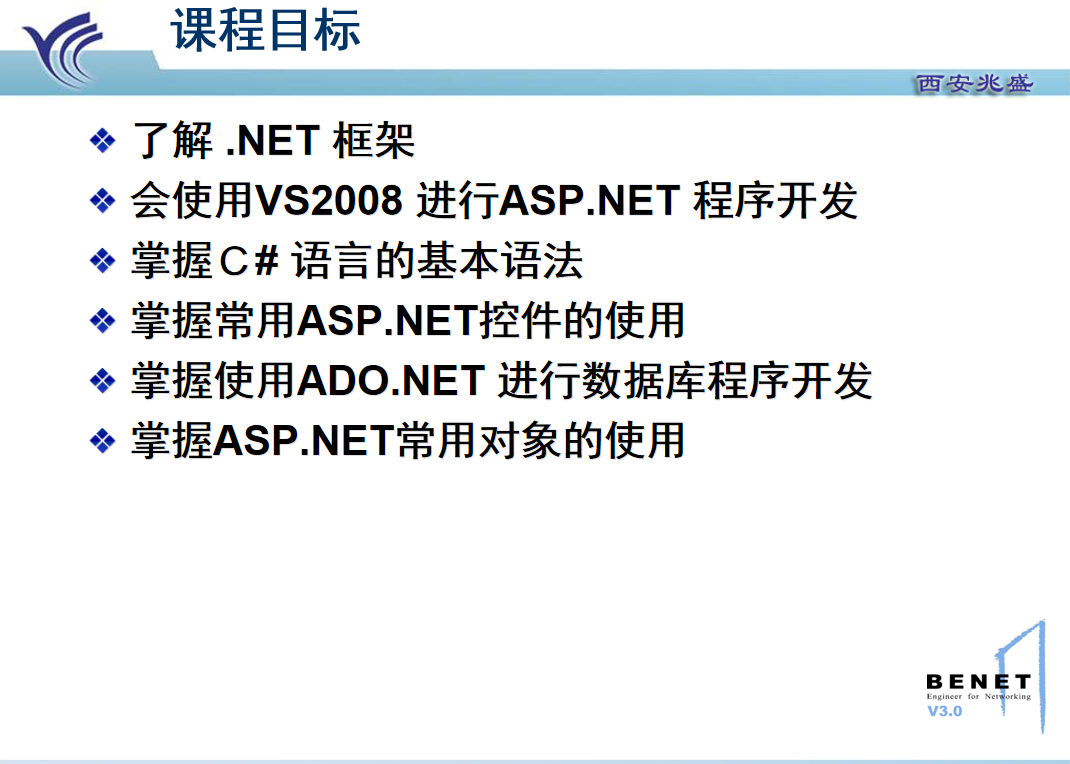 课程目标
西安兆盛
了解 .NET 框架
会使用VS2008 进行ASP.NET 程序开发
掌握C# 语言的基本语法
掌握常用ASP.NET控件的使用
掌握使用ADO.NET 进行数据库程序开发
掌握ASP.NET常用对象的使用
BENET
Engineer for Networking
V3.0